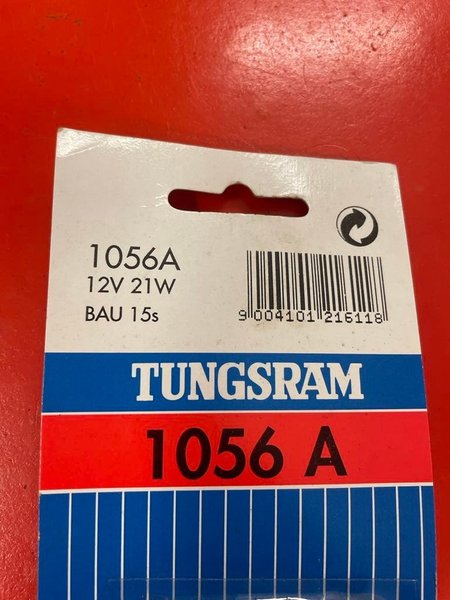 1056A
12V 21W
BAU 15s
9 004101 216118
TUNGSRAM
1056 A